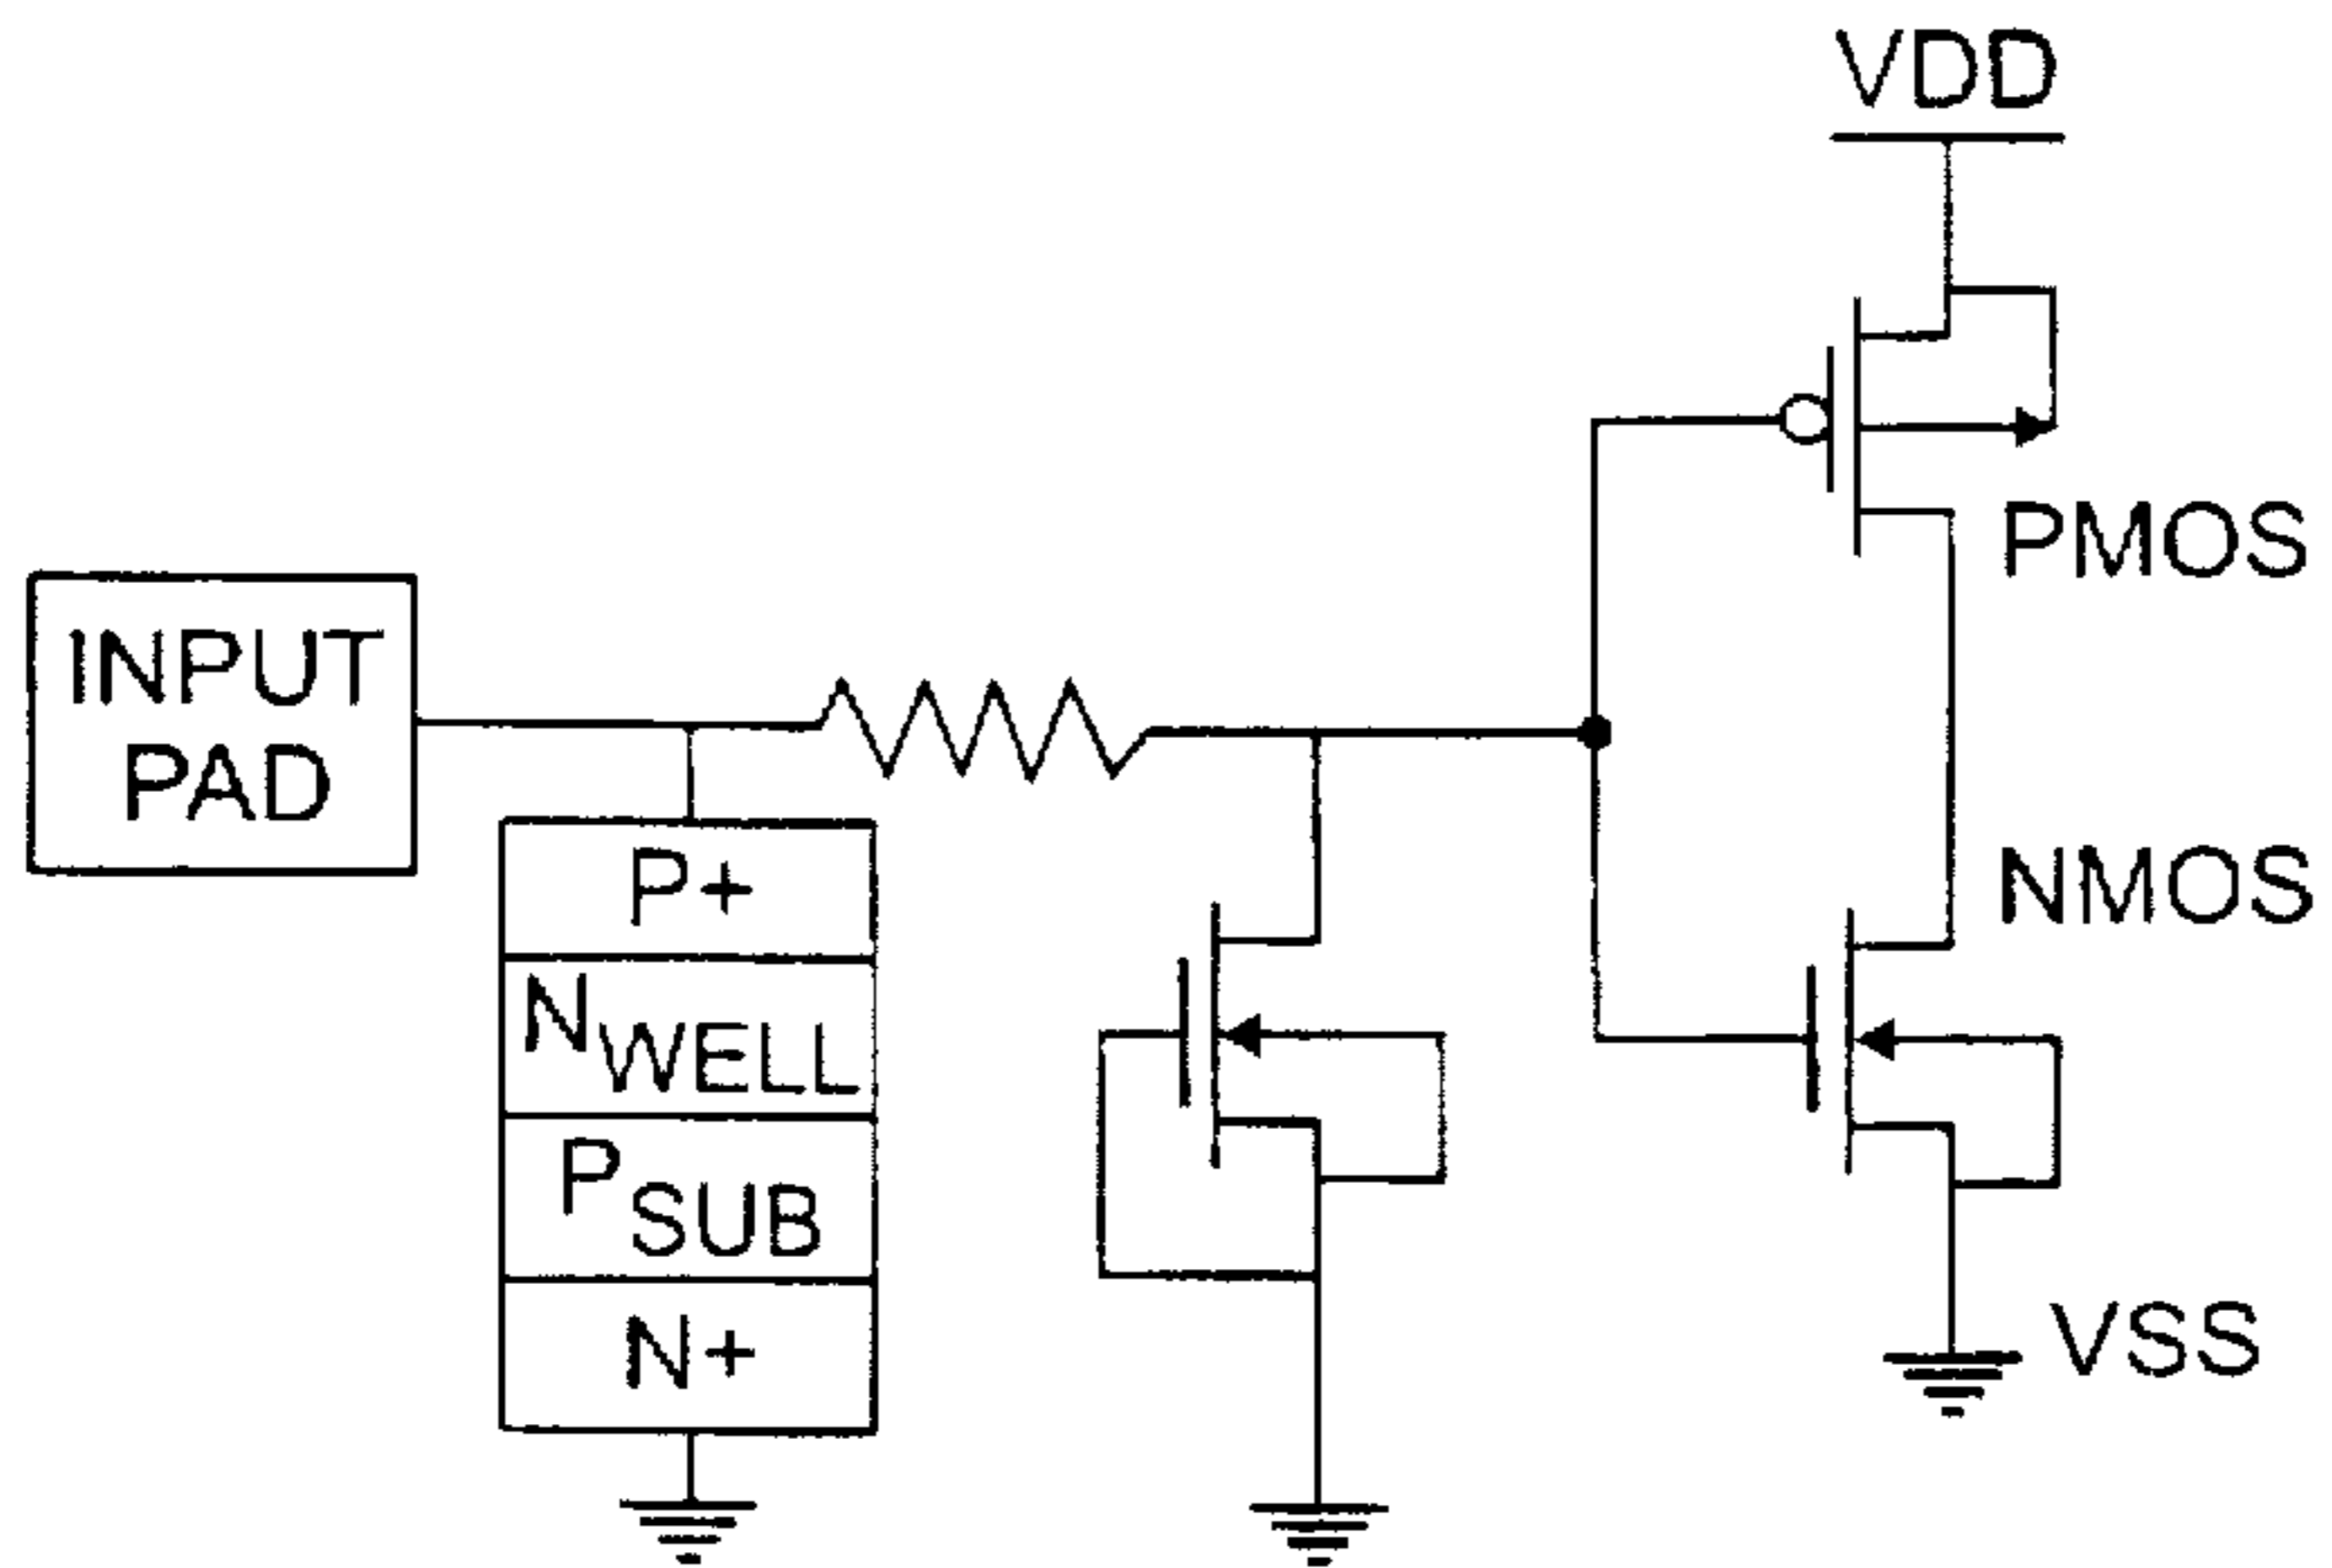 VDD
PMOS
INPUT
PAD
P+
NWELL
PSUB
N+
NMOS
VSS